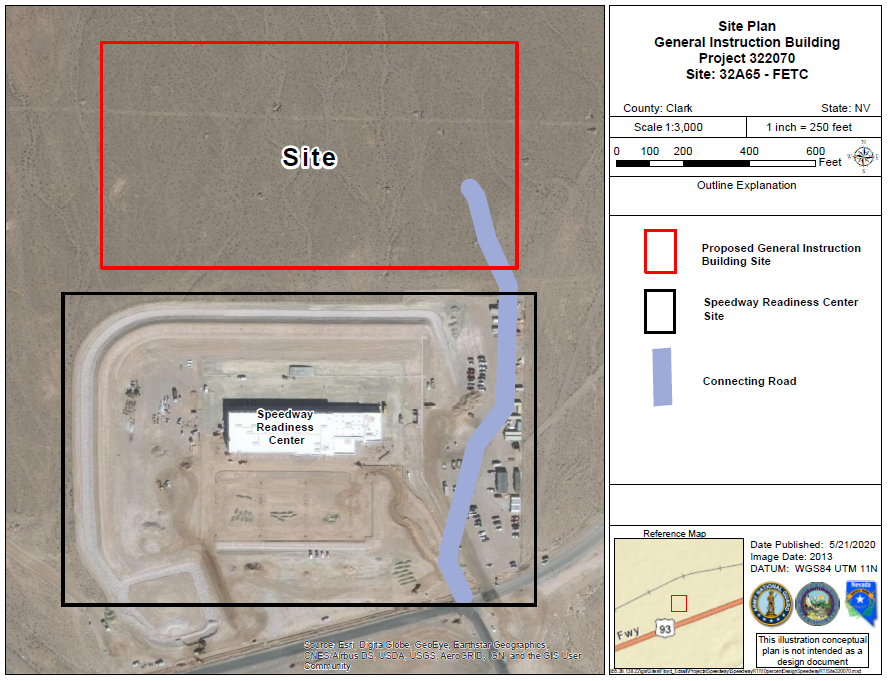 Site
Speedway
Readiness
Center
Source: Esri, Digita Globe, GeoEye, Earthstar Geographics,
CNES/Airbus DS, USDA, USGS, AeroGRID, IGN, and the GIS User
Community
Site Plan
General Instruction Building
Project 322070
Site: 32A65 - FETC
County: Clark
State: NV
Scale 1:3,000
1 inch = 250 feet
0 100 200 400 600
Feet
N
W E
S
Outline Explanation
Proposed General Instruction
Building Site
Speedway Readiness Center
Site
Connecting Road
Reference Map
Fwy
93
Date Published: 5/21/2020
Image Date: 2013
DATUM: WGS84 UTM 11N
Nevada
This illustration conceptual
plan is not intended as a
design document